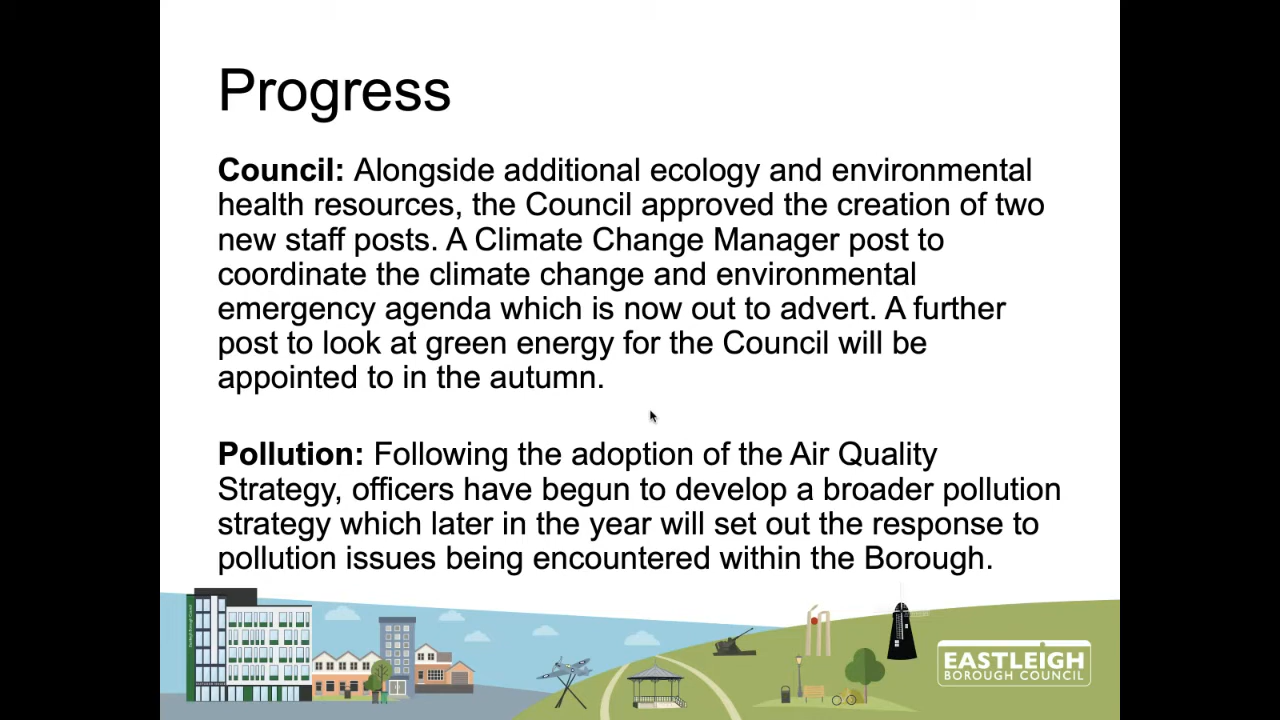 Progress
Council: Alongside additional ecology and environmental
health resources, the Council approved the creation of two
new staff posts. A Climate Change Manager post to
coordinate the climate change and environmental
emergency agenda which is now out to advert. A further
post to look at green energy for the Council will be
appointed to in the autumn.
Pollution: Following the adoption of the Air Quality
Strategy, officers have begun to develop a broader pollution
strategy which later in the year will set out the response to
pollution issues being encountered within the Borough.
EASTLEIGH
BOROUGH COUNCIL